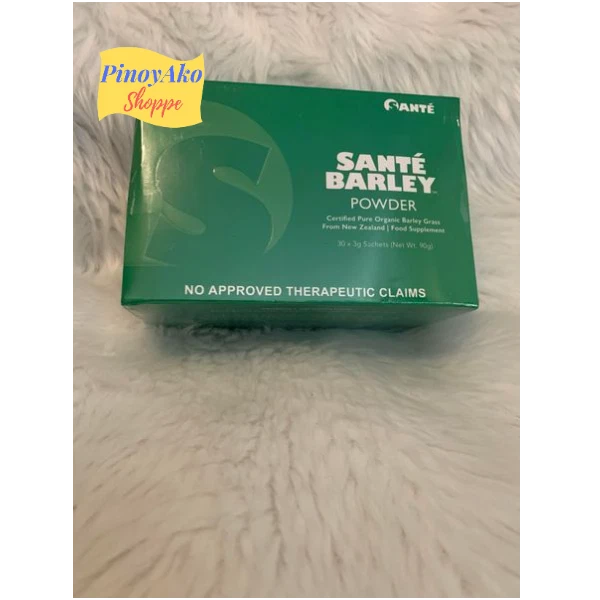 PinoyAko
Shoppe
SANTÉ
SANTÉ
BARLEY™
POWDER
Certified Pure Organic Barley Grass
From New Zealand | Food Supplement
30 x 3g Sachets (Net Wt. 90g)
NO APPROVED THERAPEUTIC CLAIMS